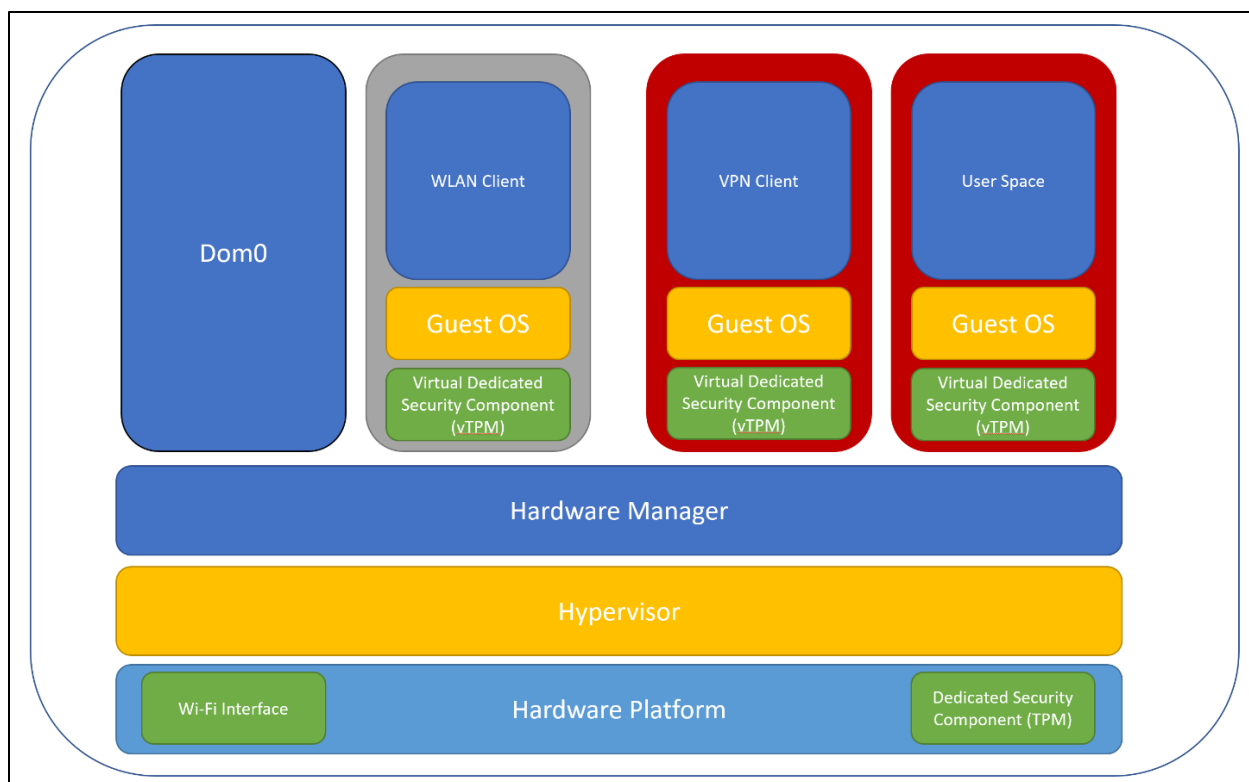 Dom0
WLAN Client
Guest OS
Virtual Dedicated
Security Component
(vTPM)
VPN Client
Guest OS
Virtual Dedicated
Security Component
(vTPM)
User Space
Guest OS
Virtual Dedicated
Security Component
(vTPM)
Hardware Manager
Hypervisor
Wi-Fi Interface
Hardware Platform
Dedicated Security
Component (TPM)